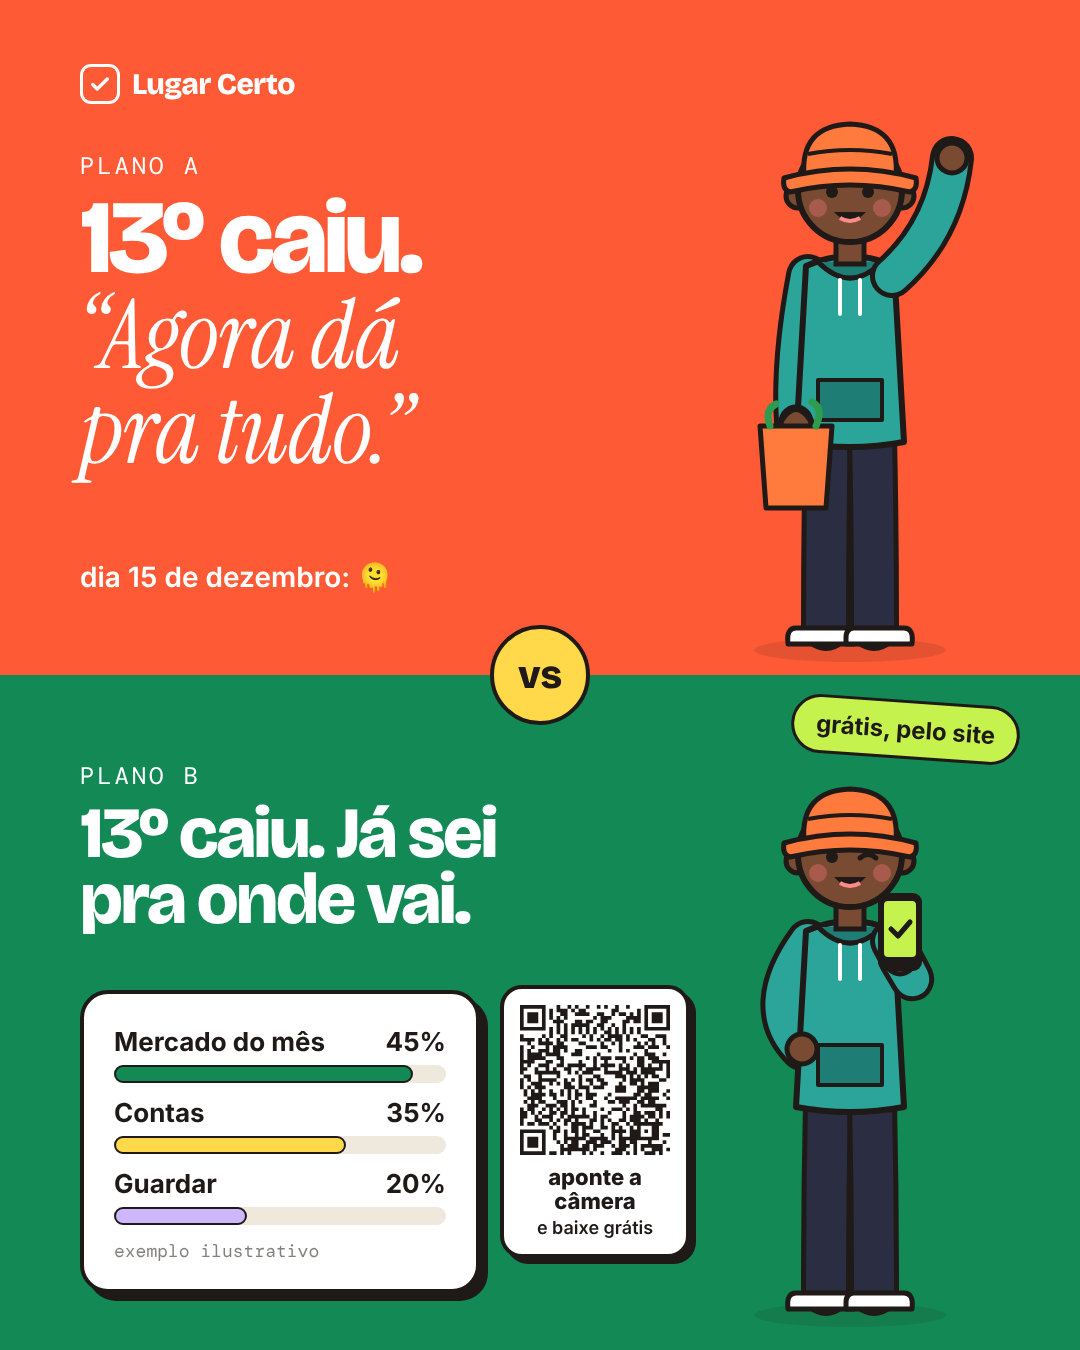 Lugar Certo
PLANO A
13º caiu.
“Agora dá
pra tudo.”
dia 15 de dezembro: 🫠
vs
grátis, pelo site
PLANO B
13º caiu. Já sei
pra onde vai.
Mercado do mês 45%
Contas 35%
Guardar 20%
exemplo ilustrativo
aponte a
câmera
e baixe grátis